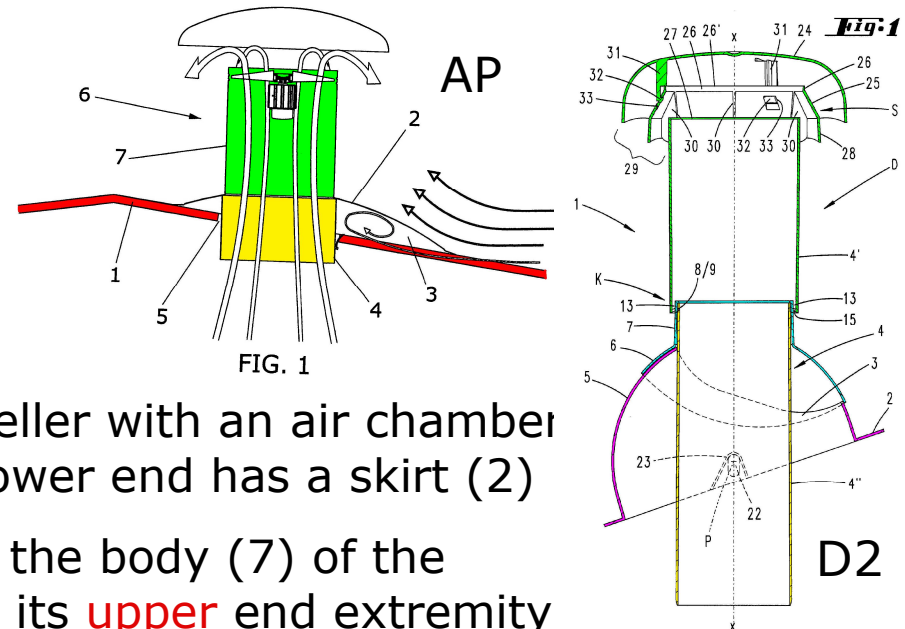 AP
6
7
2
1
5
4
3
FIG. 1
eller with an air chamber
ower end has a skirt (2)
the body (7) of the
its upper end extremity
Fig:1
x
27 26 26' 31 24
31
26
32
25
33
S
30 30 32 33 30
28
29
D
1
4'
8/9
K
13
13
7
15
4
6
3
5
2
23
22
4"
P
D2
x